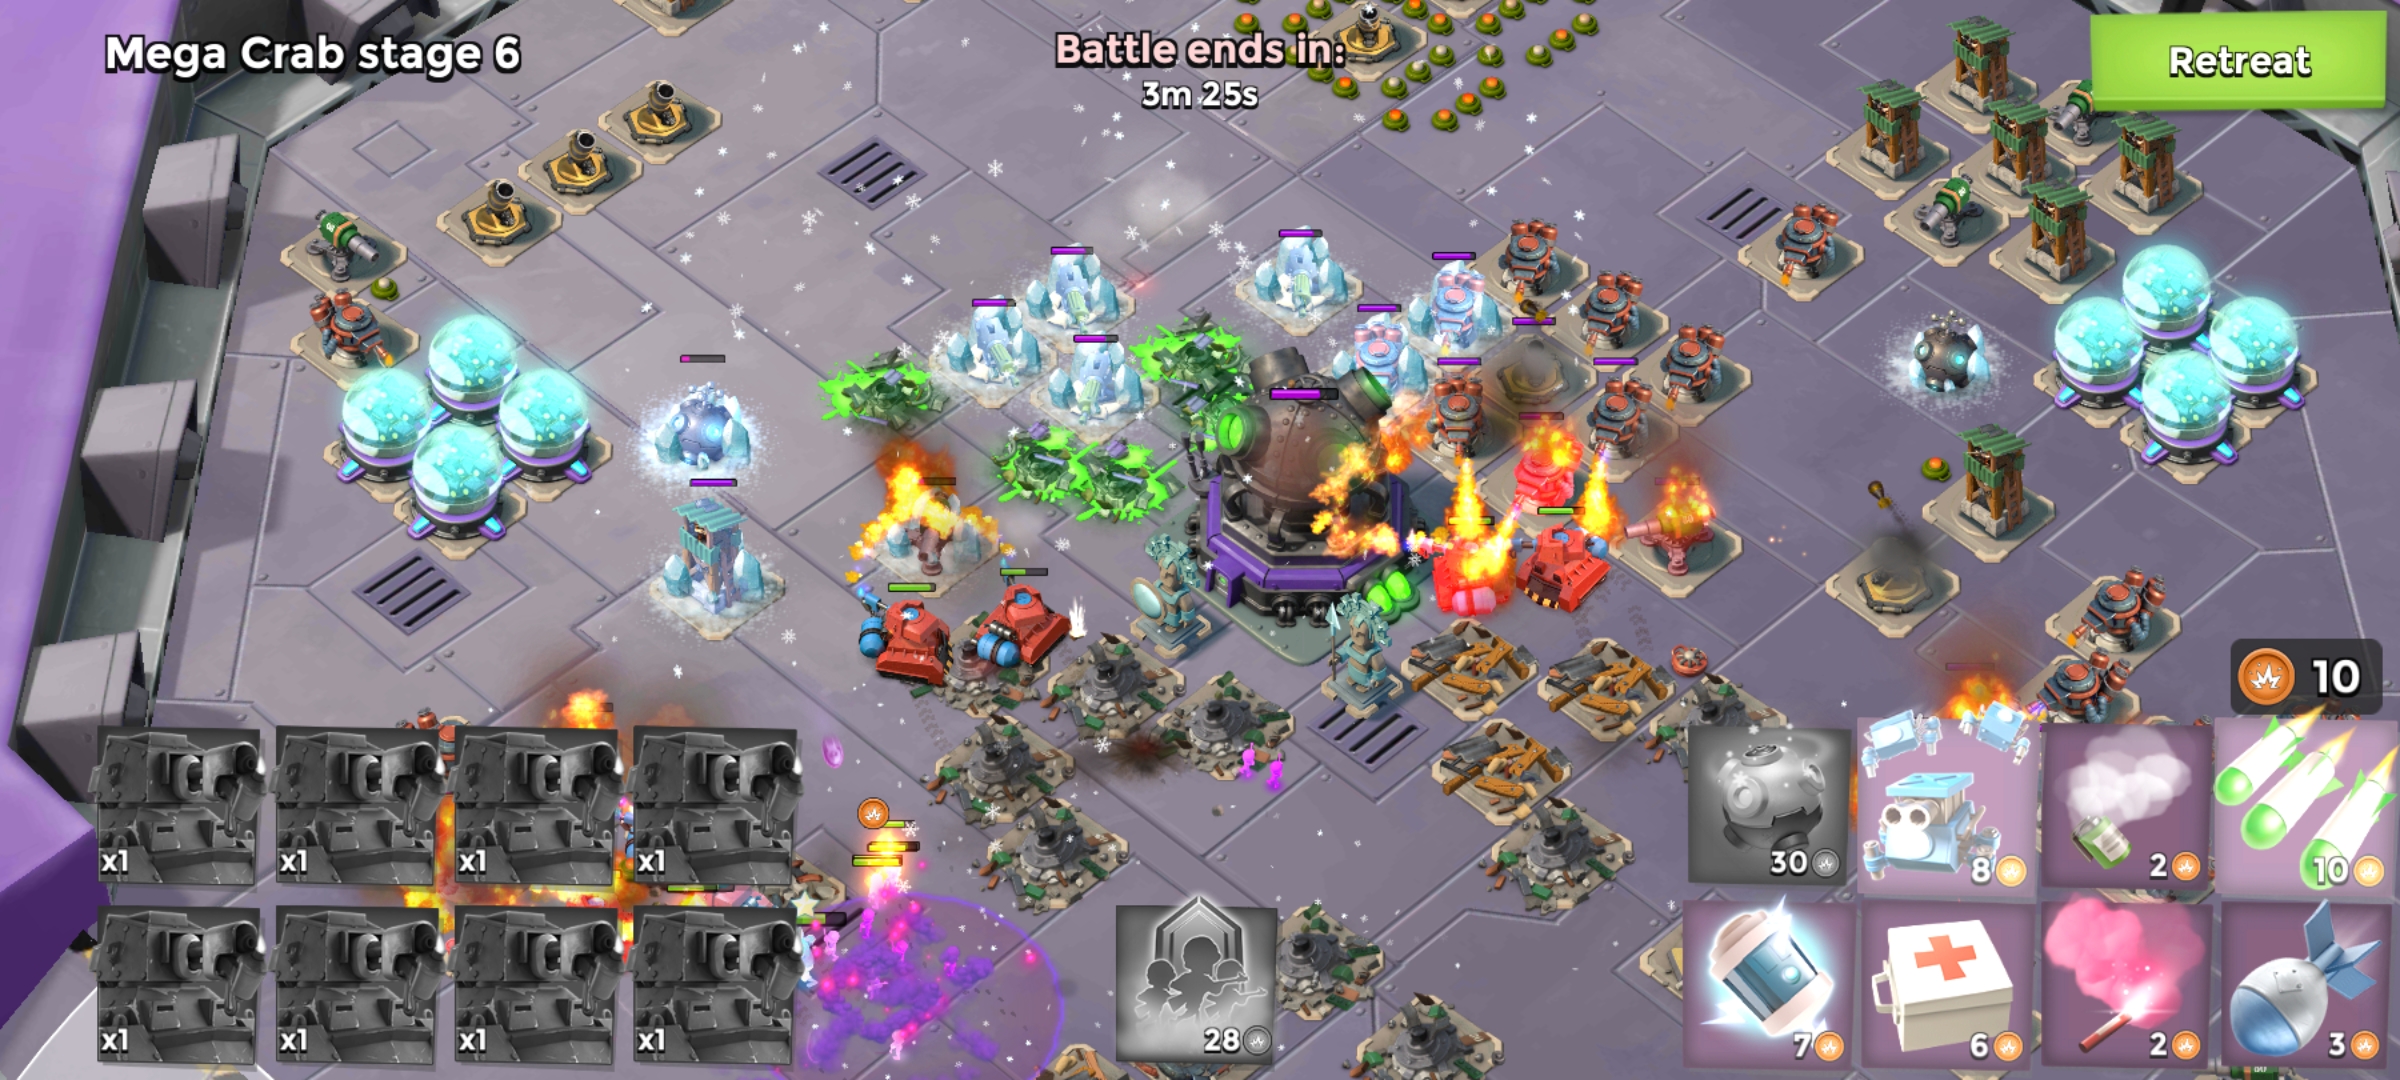 Mega Crab stage 6
Battle ends in:
3m 25s
Retreat
10
x1
x1
x1
x1
30
8
2
10
x1
x1
x1
x1
28
7
6
2
3